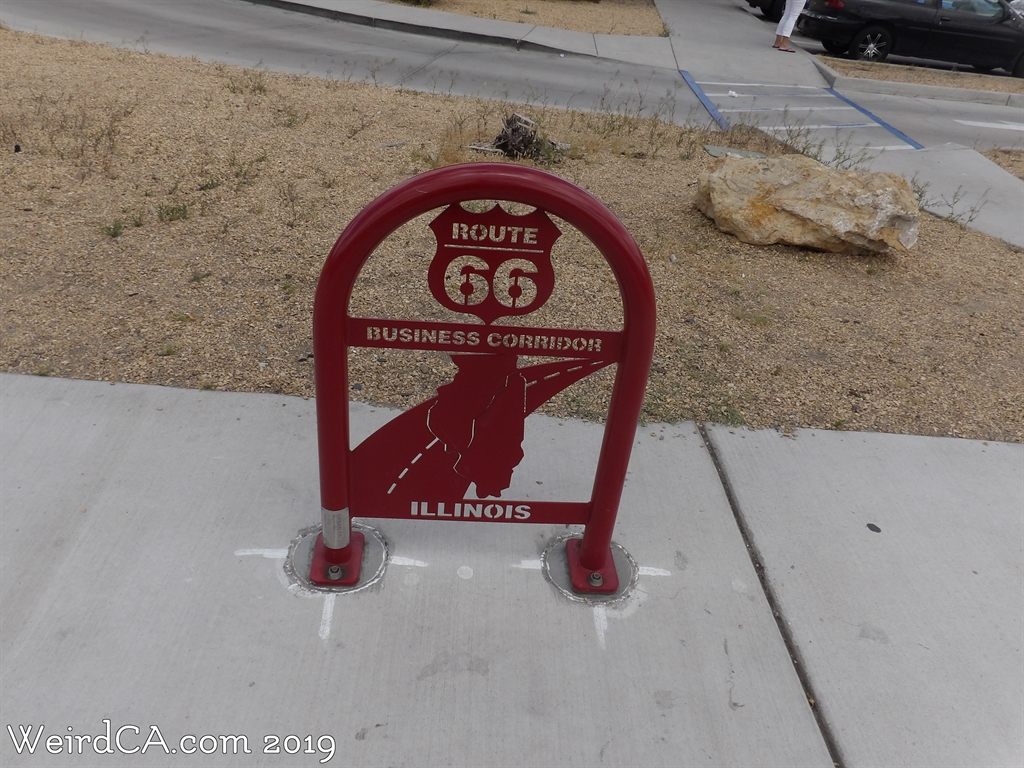 ROUTE
66
BUSINESS CORRIDOR
ILLINOIS
WeirdCA.com 2019